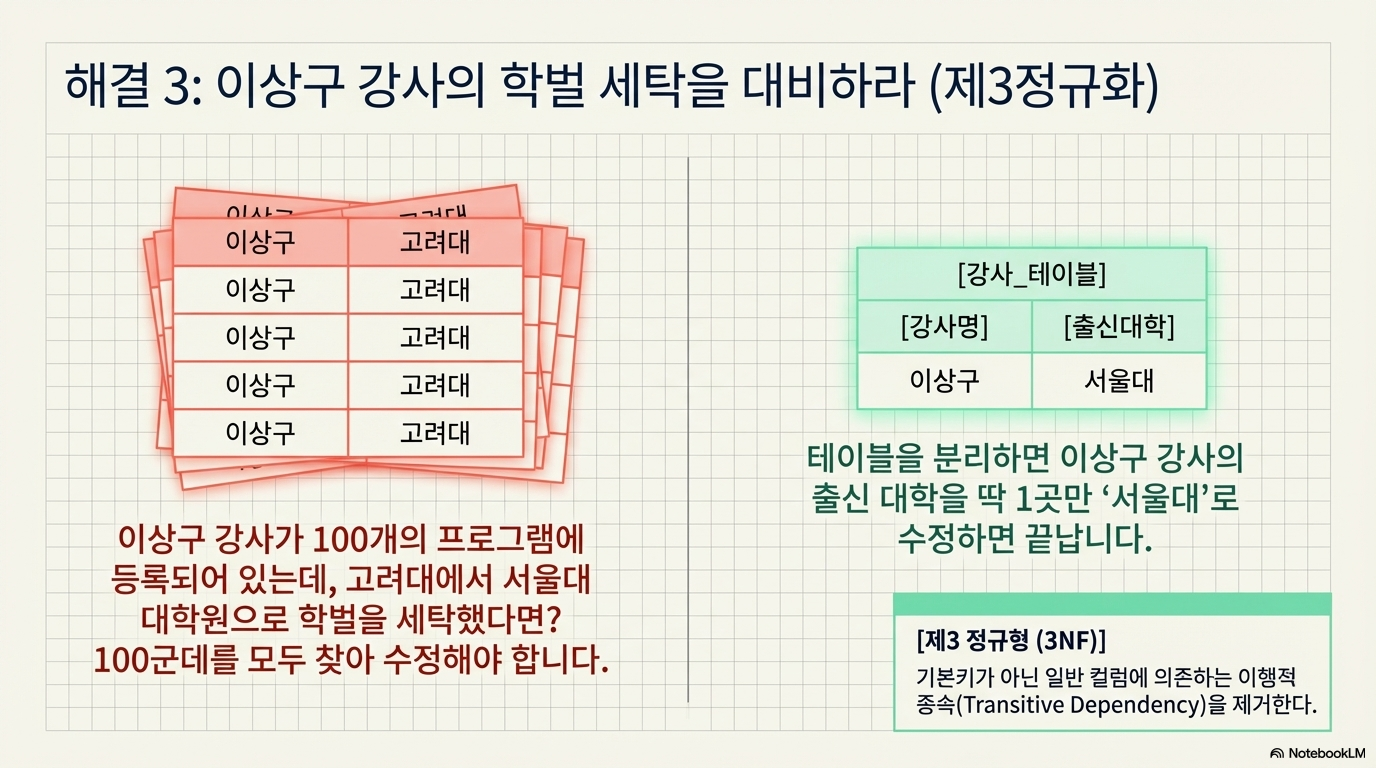 해결 3: 이상구 강사의 학벌 세탁을 대비하라 (제3정규화)
이상구 고려대
이상구 고려대
이상구 고려대
이상구 고려대
이상구 고려대
이상구 강사가 100개의 프로그램에
등록되어 있는데, 고려대에서 서울대
대학원으로 학벌을 세탁했다면?
100군데를 모두 찾아 수정해야 합니다.
[강사_테이블]
[강사명] [출신대학]
이상구 서울대
테이블을 분리하면 이상구 강사의
출신 대학을 딱 1곳만 ‘서울대’로
수정하면 끝납니다.
[제3 정규형 (3NF)]
기본키가 아닌 일반 컬럼에 의존하는 이행적
종속(Transitive Dependency)을 제거한다.
NotebookLM